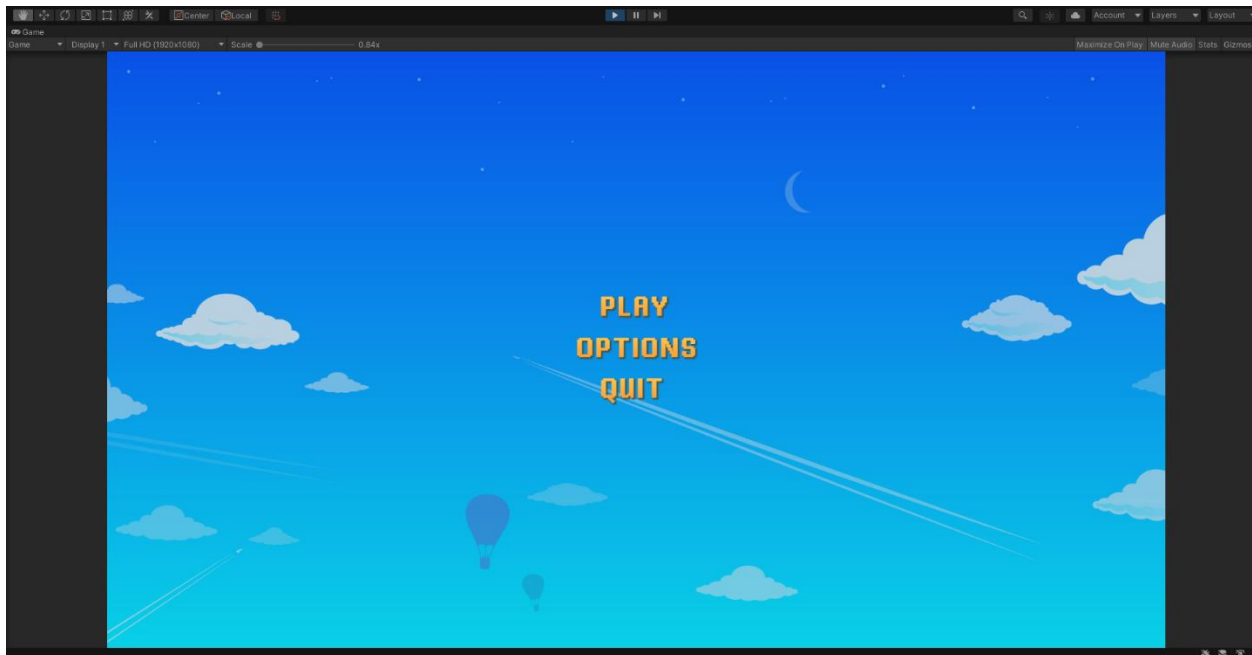 Center Local Account Layers Layout
Game
Game Display 1 Full HD (1920x1080) Scale 0.84x Maximize On Play Mute Audio Stats Gizmos
PLAY
OPTIONS
QUIT